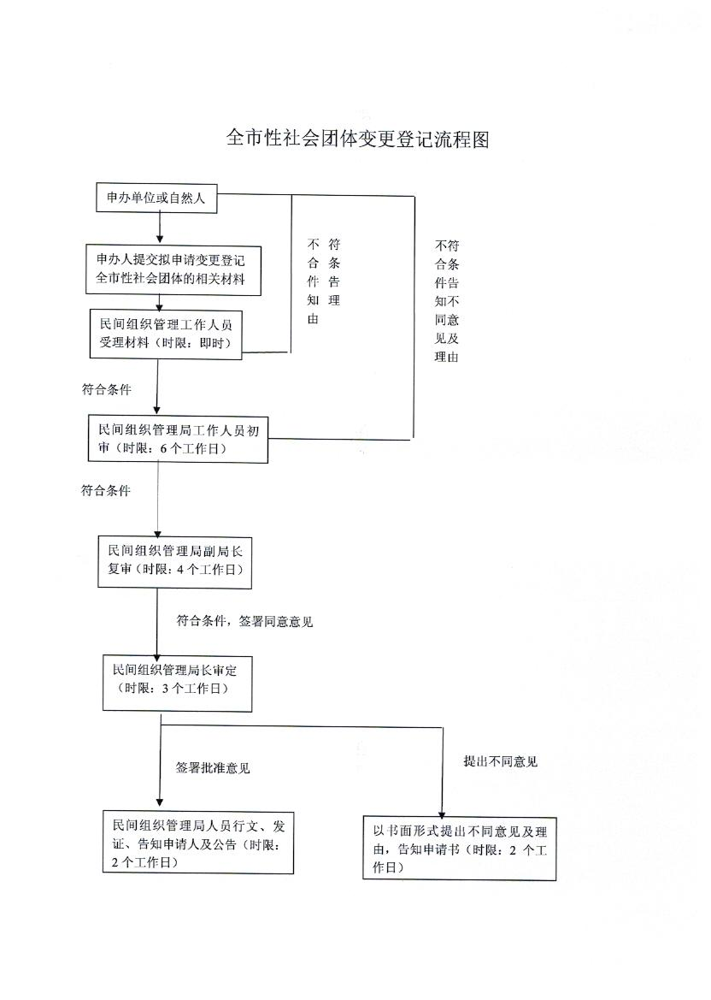 全市性社会团体变更登记流程图
申办单位或自然人
申办人提交拟申请变更登记
全市性社会团体的相关材料
民间组织管理工作人员
受理材料（时限：即时）
不符
合条
件告
知理
由
不符
合条
件告
知不
同意
见及
理由
符合条件
民间组织管理局工作人员初
审（时限：6 个工作日）
符合条件
民间组织管理局副局长
复审（时限：4 个工作日）
符合条件，签署同意意见
民间组织管理局长审定
（时限：3 个工作日）
签署批准意见
提出不同意见
民间组织管理局人员行文、发
证、告知申请人及公告（时限：
2 个工作日）
以书面形式提出不同意见及理
由，告知申请书（时限：2 个工
作日）